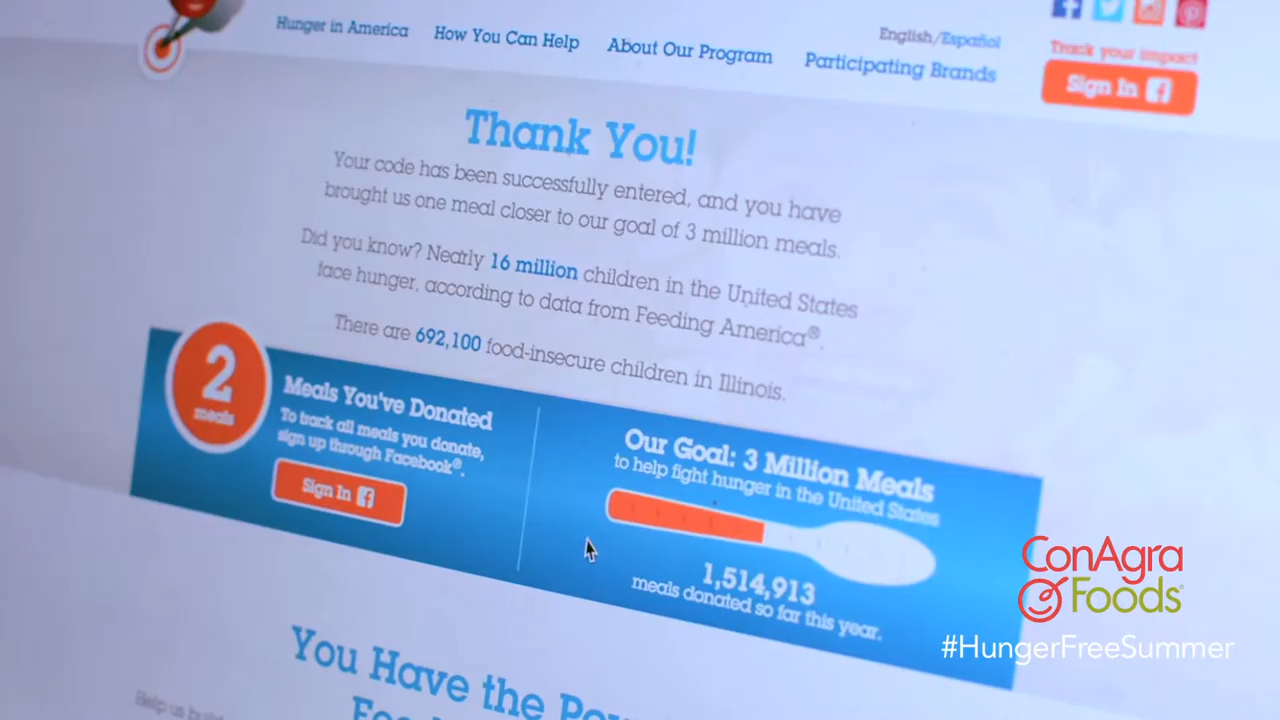 Hunger in America How You Can Help About Our Program Participating Brands
English/Español
Track your impact
Sign In
Thank You!
Your code has been successfully entered, and you have
brought us one meal closer to our goal of 3 million meals.
Did you know? Nearly 16 million children in the United States
face hunger, according to data from Feeding America®.
There are 692,100 food-insecure children in Illinois.
2
meals
Meals You've Donated
To track all meals you donate,
sign up through Facebook®.
Sign In
Our Goal: 3 Million Meals
to help fight hunger in the United States
1,514,913
meals donated so far this year.
ConAgra
Foods®
#HungerFreeSummer
You Have the
Help us